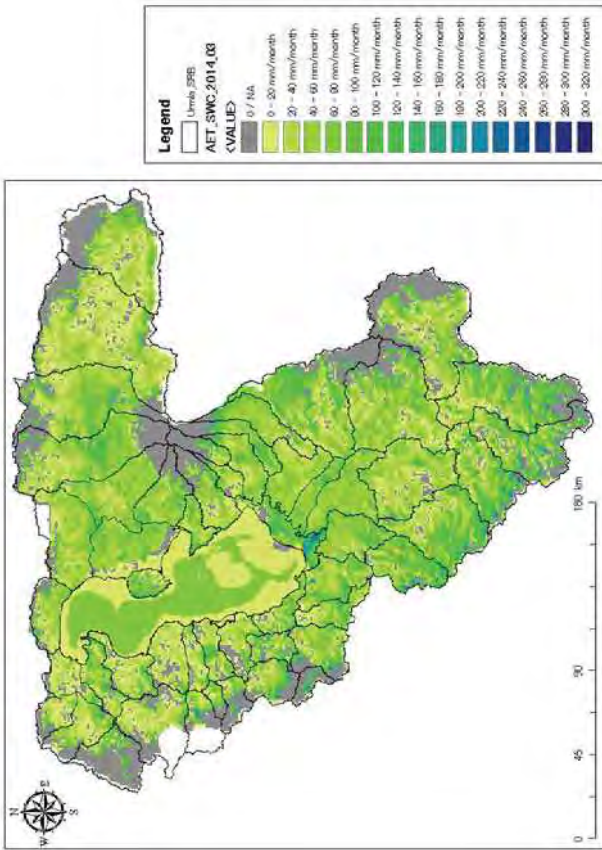 N
W E
S
Legend
Urmia_SRB
AET_SWC_2014_03
<VALUE>
0 / NA
0 - 20 mm/month
20 - 40 mm/month
40 - 60 mm/month
60 - 80 mm/month
80 - 100 mm/month
100 - 120 mm/month
120 - 140 mm/month
140 - 160 mm/month
160 - 180 mm/month
180 - 200 mm/month
200 - 220 mm/month
220 - 240 mm/month
240 - 260 mm/month
260 - 280 mm/month
280 - 300 mm/month
300 - 320 mm/month
0 45 90 180 km